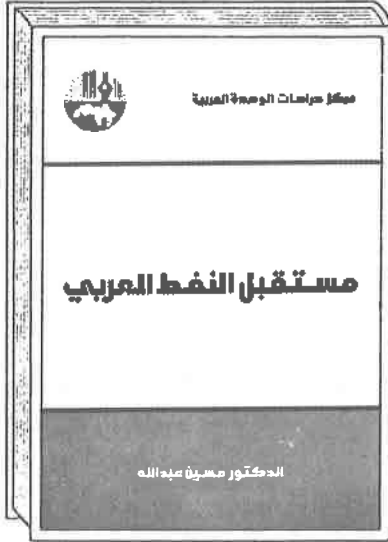 مركز دراسات الوحدة العربية
مستقبل النفط العربي
الدكتور حسين عبدالله